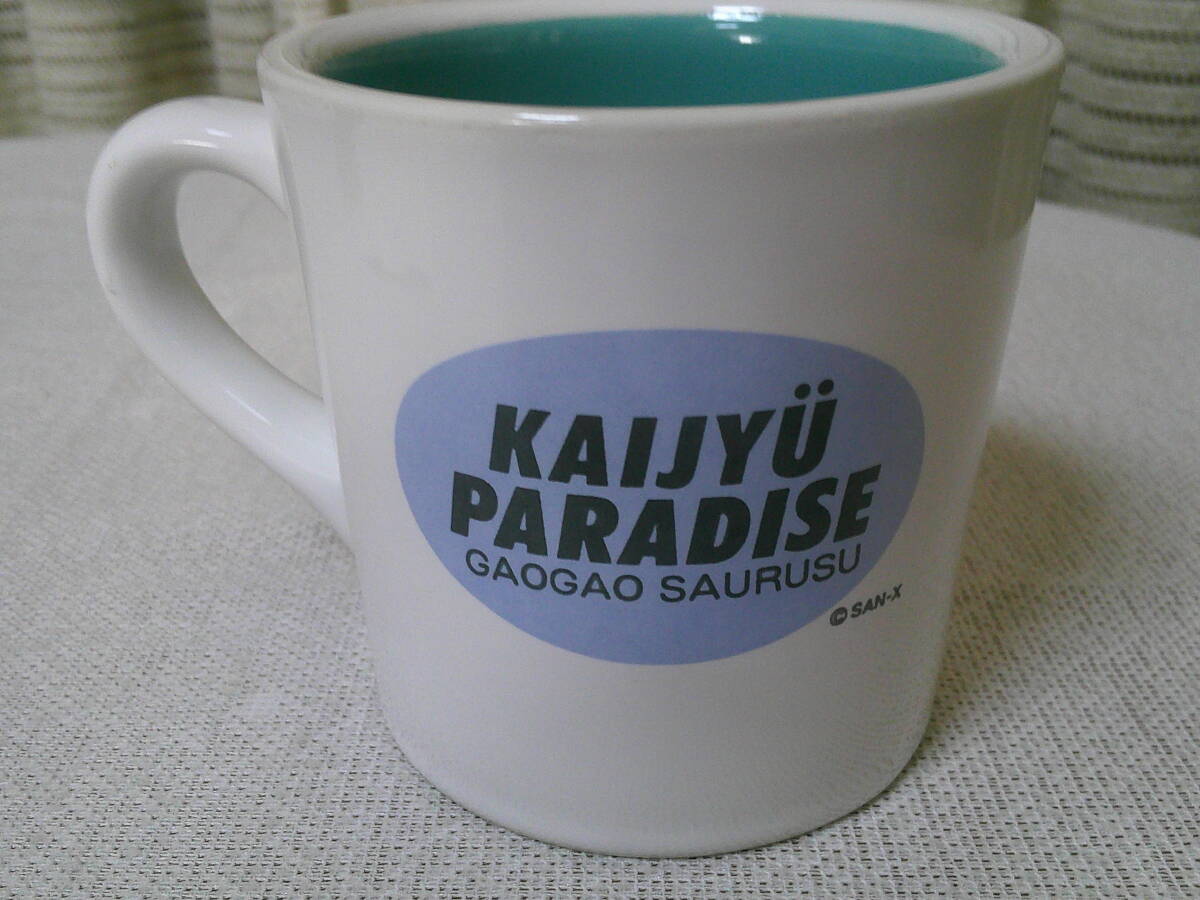 KAIJYÜ
PARADISE
GAOGAO SAURUSU
© SAN-X